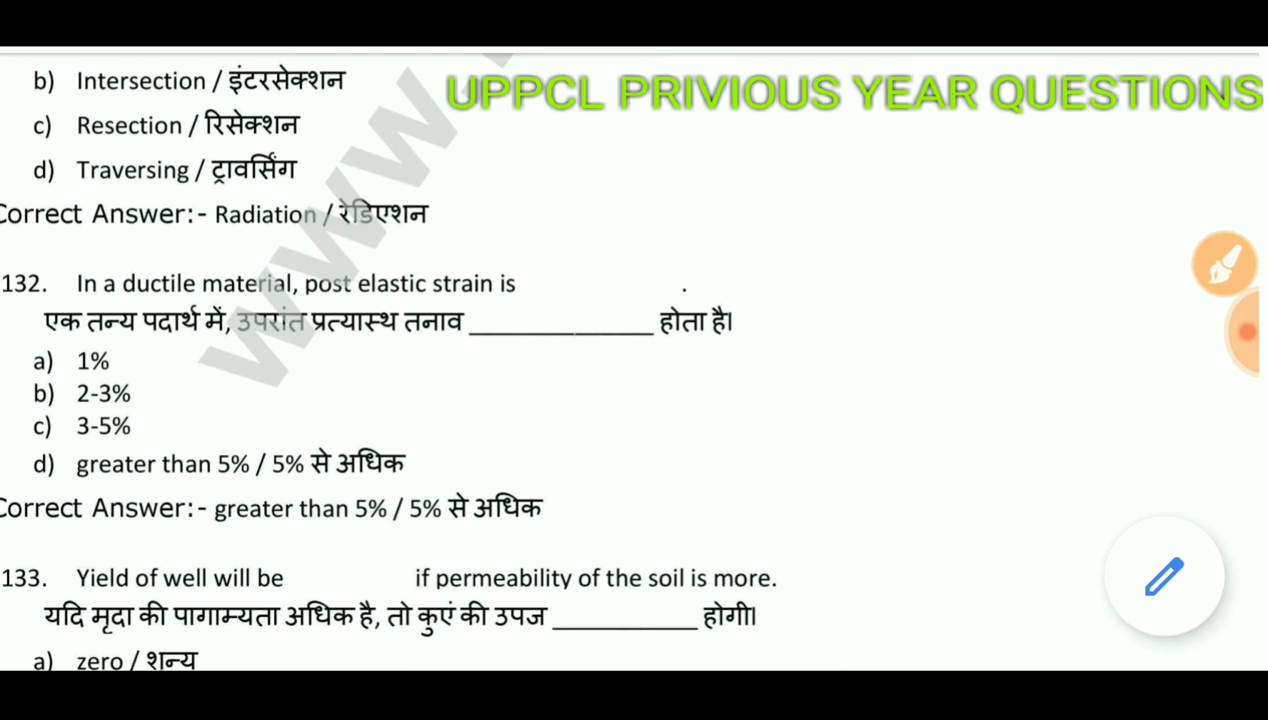 b) Intersection / इंटरसेक्शन
UPPCL PRIVIOUS YEAR QUESTIONS
c) Resection / रिसेक्शन
d) Traversing / ट्रावर्सिंग
Correct Answer:- Radiation / रेडिएशन
132. In a ductile material, post elastic strain is .
एक तन्य पदार्थ में, उपरांत प्रत्यास्थ तनाव ______________ होता है।
a) 1%
b) 2-3%
c) 3-5%
d) greater than 5% / 5% से अधिक
Correct Answer:- greater than 5% / 5% से अधिक
133. Yield of well will be if permeability of the soil is more.
यदि मृदा की पागाम्यता अधिक है, तो कुएं की उपज ___________ होगी।
a) zero / शून्य
www.